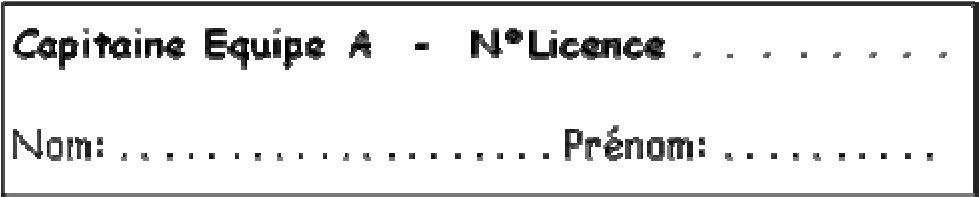 Capitaine Equipe A - N°Licence . . . . . . . .
Nom: . . . . . . . . . . . . . . . . . . . . Prénom: . . . . . . . . . .